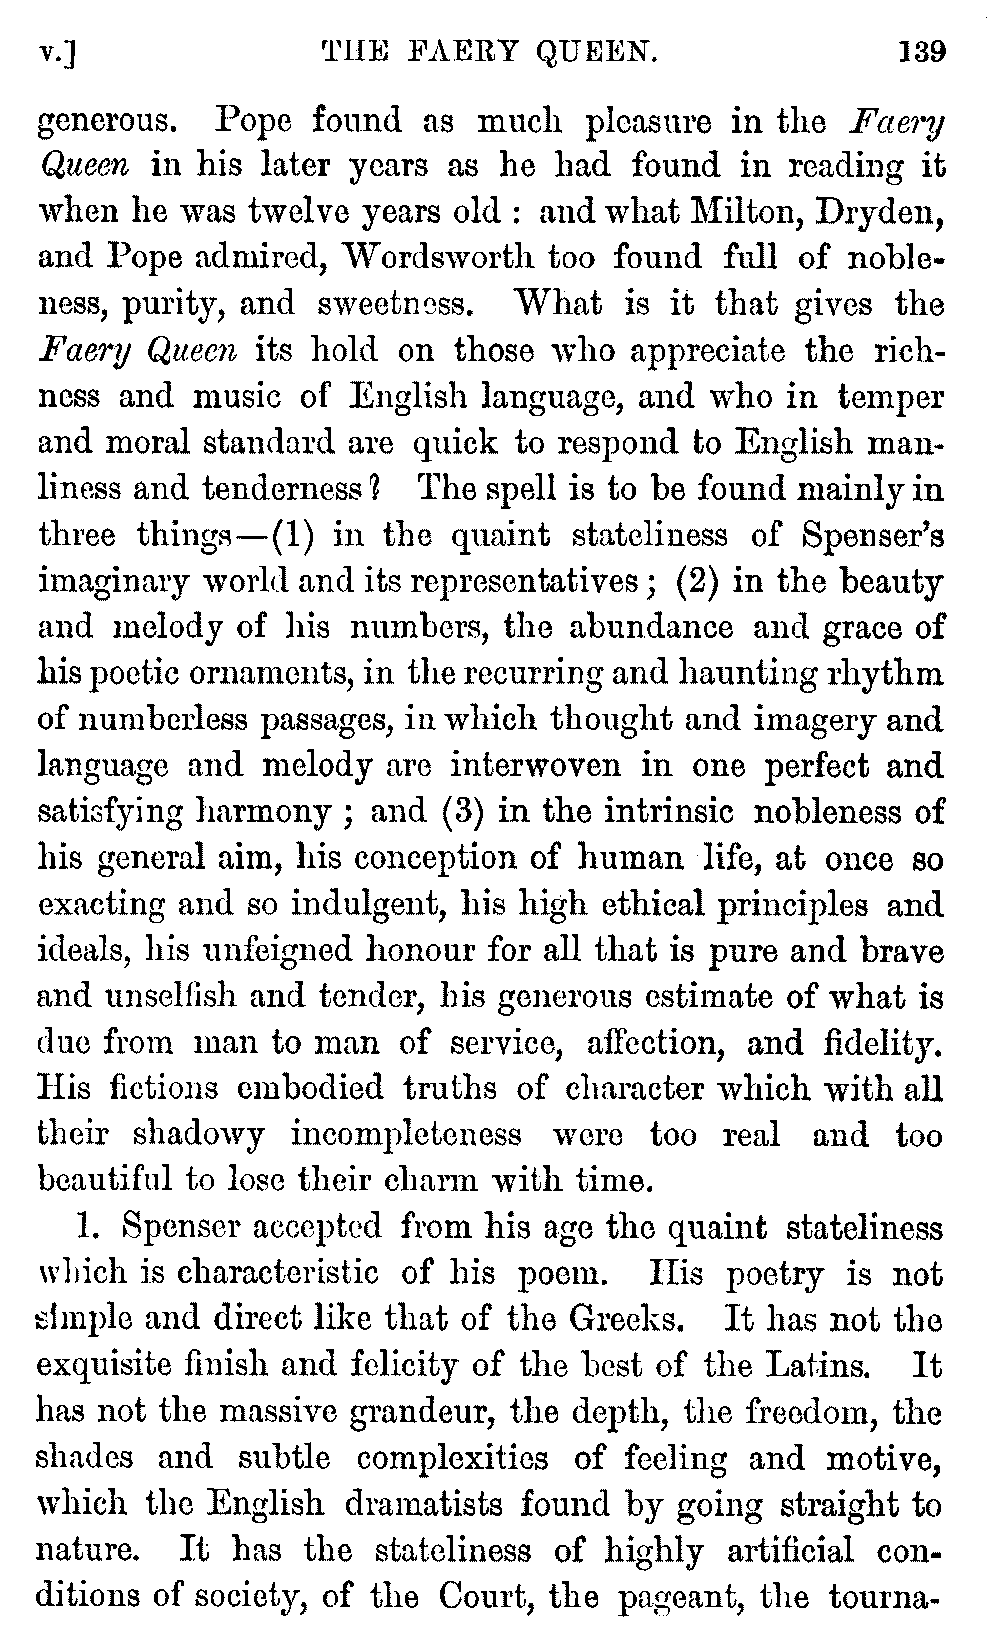 v.] THE FAERY QUEEN. 139
generous. Pope found as much pleasure in the Faery
Queen in his later years as he had found in reading it
when he was twelve years old : and what Milton, Dryden,
and Pope admired, Wordsworth too found full of noble-
ness, purity, and sweetness. What is it that gives the
Faery Queen its hold on those who appreciate the rich-
ness and music of English language, and who in temper
and moral standard are quick to respond to English man-
liness and tenderness? The spell is to be found mainly in
three things—(1) in the quaint stateliness of Spenser's
imaginary world and its representatives ; (2) in the beauty
and melody of his numbers, the abundance and grace of
his poetic ornaments, in the recurring and haunting rhythm
of numberless passages, in which thought and imagery and
language and melody are interwoven in one perfect and
satisfying harmony ; and (3) in the intrinsic nobleness of
his general aim, his conception of human life, at once so
exacting and so indulgent, his high ethical principles and
ideals, his unfeigned honour for all that is pure and brave
and unselfish and tender, his generous estimate of what is
due from man to man of service, affection, and fidelity.
His fictions embodied truths of character which with all
their shadowy incompleteness were too real and too
beautiful to lose their charm with time.
1. Spenser accepted from his age the quaint stateliness
which is characteristic of his poem. His poetry is not
simple and direct like that of the Greeks. It has not the
exquisite finish and felicity of the best of the Latins. It
has not the massive grandeur, the depth, the freedom, the
shades and subtle complexities of feeling and motive,
which the English dramatists found by going straight to
nature. It has the stateliness of highly artificial con-
ditions of society, of the Court, the pageant, the tourna-